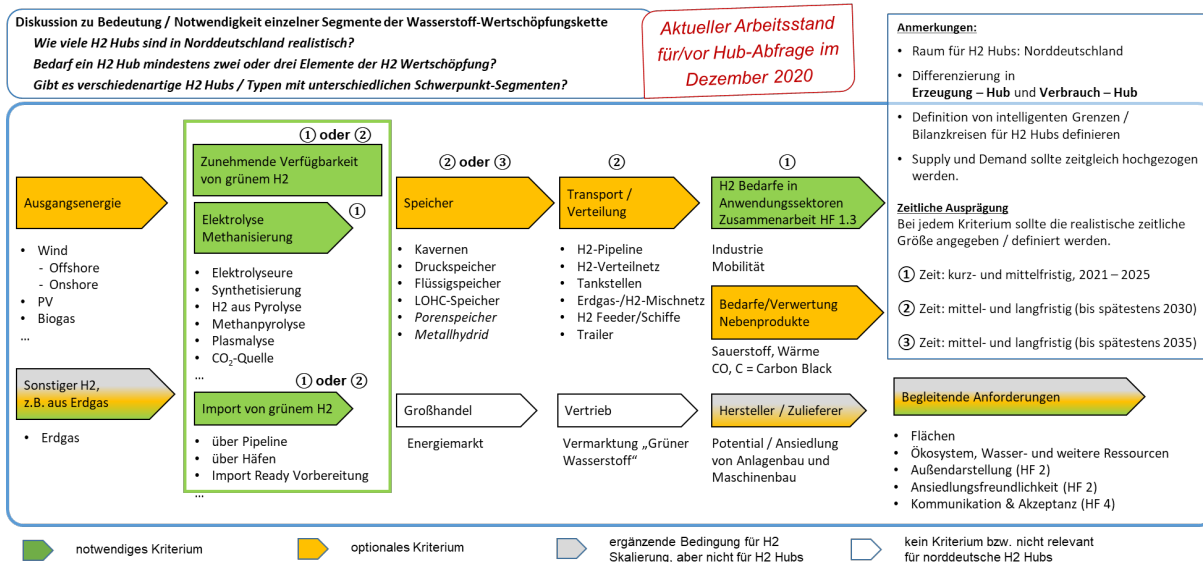 Diskussion zu Bedeutung / Notwendigkeit einzelner Segmente der Wasserstoff-Wertschöpfungskette
Wie viele H2 Hubs sind in Norddeutschland realistisch?
Bedarf ein H2 Hub mindestens zwei oder drei Elemente der H2 Wertschöpfung?
Gibt es verschiedenartige H2 Hubs / Typen mit unterschiedlichen Schwerpunkt-Segmenten?
Aktueller Arbeitsstand
für/vor Hub-Abfrage im
Dezember 2020
Anmerkungen:
• Raum für H2 Hubs: Norddeutschland
• Differenzierung in
Erzeugung – Hub und Verbrauch – Hub
• Definition von intelligenten Grenzen /
Bilanzkreisen für H2 Hubs definieren
• Supply und Demand sollte zeitgleich hochgezogen
werden.
Zeitliche Ausprägung
Bei jedem Kriterium sollte die realistische zeitliche
Größe angegeben / definiert werden.
① Zeit: kurz- und mittelfristig, 2021 – 2025
② Zeit: mittel- und langfristig (bis spätestens 2030)
③ Zeit: mittel- und langfristig (bis spätestens 2035)
Ausgangsenergie
• Wind
- Offshore
- Onshore
• PV
• Biogas
…
Sonstiger H2,
z.B. aus Erdgas
• Erdgas
① oder ②
Zunehmende Verfügbarkeit
von grünem H2
Elektrolyse
Methanisierung
①
• Elektrolyseure
• Synthetisierung
• H2 aus Pyrolyse
• Methanpyrolyse
• Plasmalyse
• CO₂-Quelle
…
① oder ②
Import von grünem H2
• über Pipeline
• über Häfen
• Import Ready Vorbereitung
…
② oder ③
Speicher
• Kavernen
• Druckspeicher
• Flüssigspeicher
• LOHC-Speicher
• Porenspeicher
• Metallhydrid
Großhandel
Energiemarkt
②
Transport /
Verteilung
• H2-Pipeline
• H2-Verteilnetz
• Tankstellen
• Erdgas-/H2-Mischnetz
• H2 Feeder/Schiffe
• Trailer
Vertrieb
Vermarktung „Grüner
Wasserstoff“
①
H2 Bedarfe in
Anwendungssektoren
Zusammenarbeit HF 1.3
Industrie
Mobilität
Bedarfe/Verwertung
Nebenprodukte
Sauerstoff, Wärme
CO, C = Carbon Black
Hersteller / Zulieferer
Potential / Ansiedlung
von Anlagenbau und
Maschinenbau
Begleitende Anforderungen
• Flächen
• Ökosystem, Wasser- und weitere Ressourcen
• Außendarstellung (HF 2)
• Ansiedlungsfreundlichkeit (HF 2)
• Kommunikation & Akzeptanz (HF 4)
notwendiges Kriterium
optionales Kriterium
ergänzende Bedingung für H2
Skalierung, aber nicht für H2 Hubs
kein Kriterium bzw. nicht relevant
für norddeutsche H2 Hubs